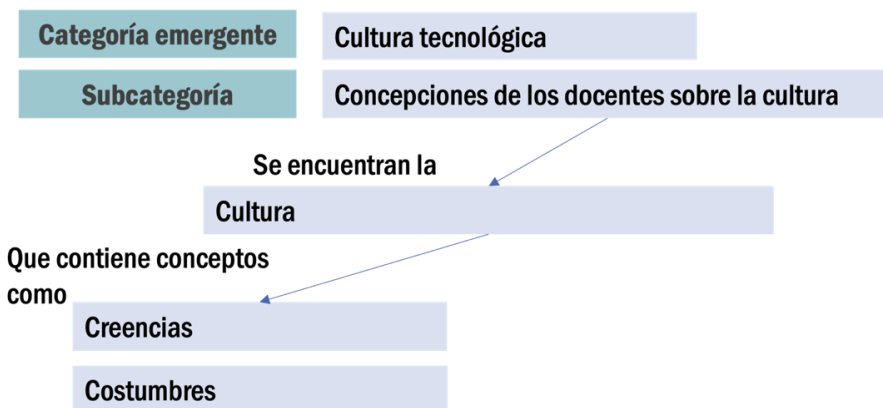 Categoría emergente
Cultura tecnológica
Subcategoría
Concepciones de los docentes sobre la cultura
Se encuentran la
Cultura
Que contiene conceptos
como
Creencias
Costumbres